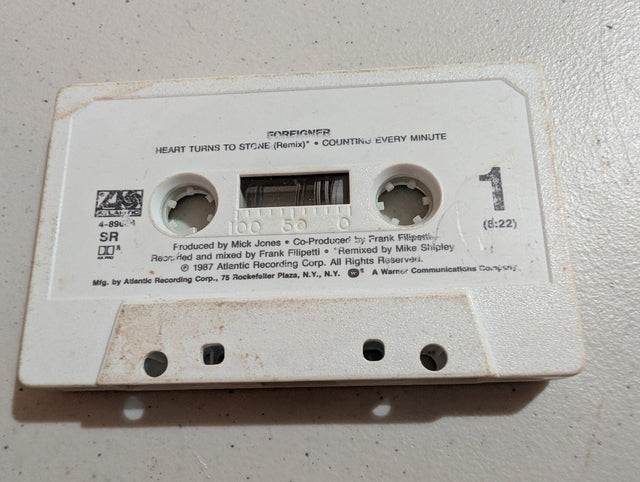 FOREIGNER
HEART TURNS TO STONE (Remix)* • COUNTING EVERY MINUTE
ATLANTIC
SR
1
(8:22)
100 50 0
Produced by Mick Jones • Co-Produced by Frank Filipetti
Recorded and mixed by Frank Filipetti • *Remixed by Mike Shipley
℗ 1987 Atlantic Recording Corp. All Rights Reserved.
Mfg. by Atlantic Recording Corp., 75 Rockefeller Plaza, N.Y., N.Y. A Warner Communications Company